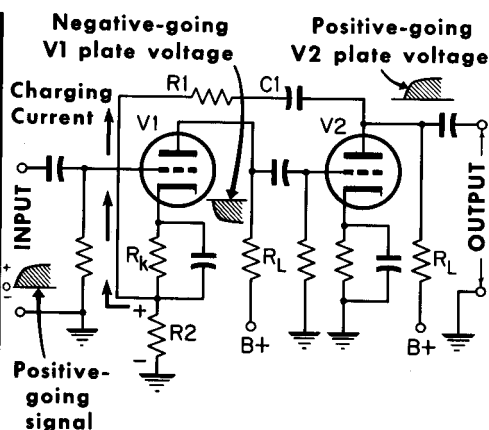 Negative-going
V1 plate voltage
Positive-going
V2 plate voltage
R1
C1
Charging
Current
V1
V2
INPUT
OUTPUT
+
0
-
Rk
RL
RL
+
R2
-
B+
B+
Positive-
going
signal